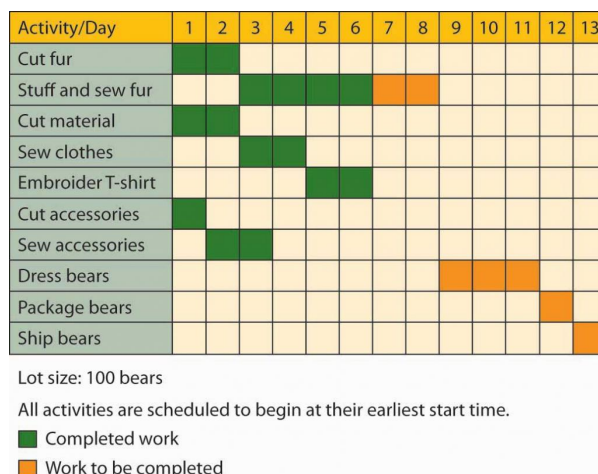 Activity/Day 1 2 3 4 5 6 7 8 9 10 11 12 13
Cut fur
Stuff and sew fur
Cut material
Sew clothes
Embroider T-shirt
Cut accessories
Sew accessories
Dress bears
Package bears
Ship bears
Lot size: 100 bears
All activities are scheduled to begin at their earliest start time.
Completed work
Work to be completed